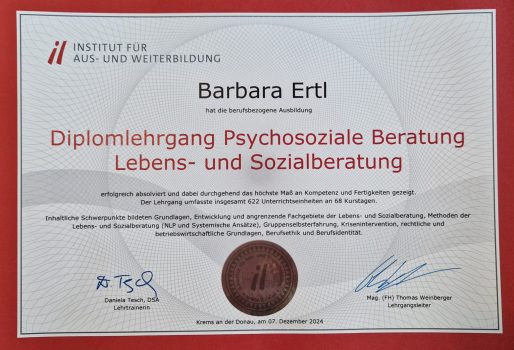 INSTITUT FÜR
AUS- UND WEITERBILDUNG
Barbara Ertl
hat die berufsbezogene Ausbildung
Diplomlehrgang Psychosoziale Beratung
Lebens- und Sozialberatung
erfolgreich absolviert und dabei durchgehend das höchste Maß an Kompetenz und Fertigkeiten gezeigt.
Der Lehrgang umfasste insgesamt 622 Unterrichtseinheiten an 68 Kurstagen.
Inhaltliche Schwerpunkte bildeten Grundlagen, Entwicklung und angrenzende Fachgebiete der Lebens- und Sozialberatung, Methoden der
Lebens- und Sozialberatung (NLP und Systemische Ansätze), Gruppenselbsterfahrung, Krisenintervention, rechtliche und
betriebswirtschaftliche Grundlagen, Berufsethik und Berufsidentität.
D. Tesch
Daniela Tesch, DSA
Lehrtrainerin
Mag. (FH) Thomas Weinberger
Lehrgangsleiter
Krems an der Donau, am 07. Dezember 2024